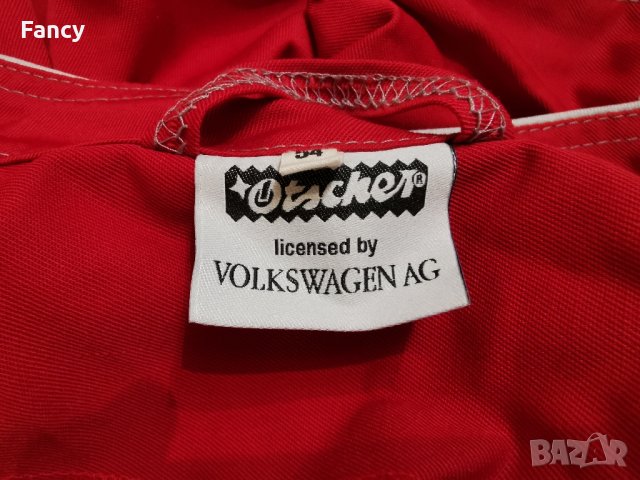 Fancy
54
Ötscher®
licensed by
VOLKSWAGEN AG
BAZAR